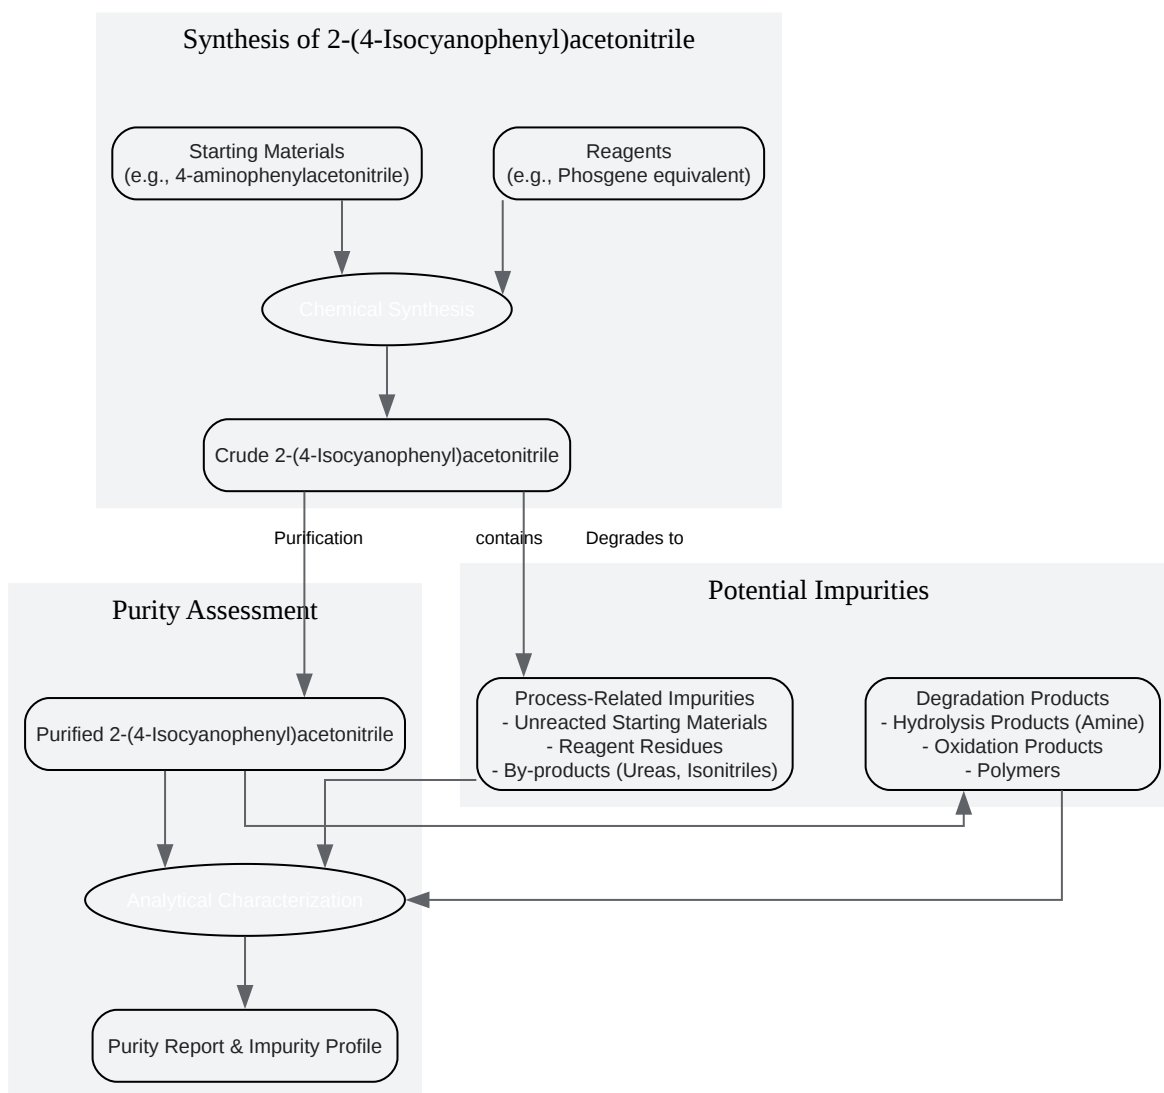 Synthesis of 2-(4-Isocyanophenyl)acetonitrile
Starting Materials
(e.g., 4-aminophenylacetonitrile)
Reagents
(e.g., Phosgene equivalent)
Chemical Synthesis
Crude 2-(4-Isocyanophenyl)acetonitrile
Purification
contains
Degrades to
Purity Assessment
Potential Impurities
Purified 2-(4-Isocyanophenyl)acetonitrile
Process-Related Impurities
- Unreacted Starting Materials
- Reagent Residues
- By-products (Ureas, Isonitriles)
Degradation Products
- Hydrolysis Products (Amine)
- Oxidation Products
- Polymers
Analytical Characterization
Purity Report & Impurity Profile